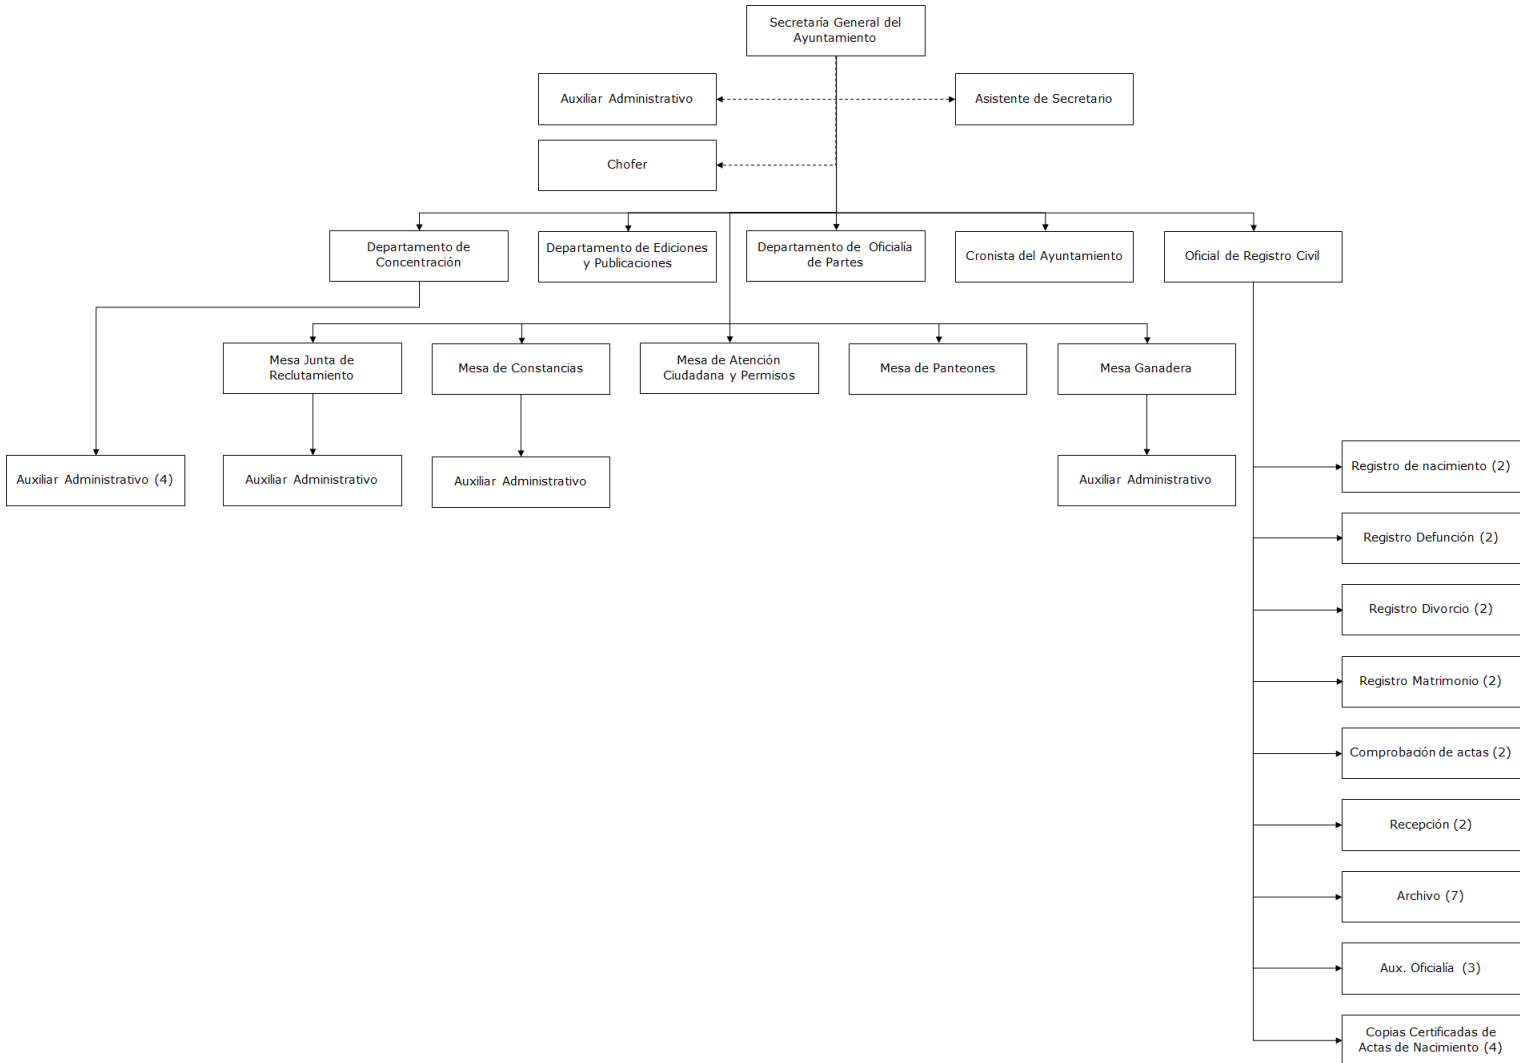 Secretaría General del
Ayuntamiento
Auxiliar Administrativo
Asistente de Secretario
Chofer
Departamento de
Concentración
Departamento de Ediciones
y Publicaciones
Departamento de Oficialía
de Partes
Cronista del Ayuntamiento
Oficial de Registro Civil
Mesa Junta de
Reclutamiento
Mesa de Constancias
Mesa de Atención
Ciudadana y Permisos
Mesa de Panteones
Mesa Ganadera
Auxiliar Administrativo (4)
Auxiliar Administrativo
Auxiliar Administrativo
Auxiliar Administrativo
Registro de nacimiento (2)
Registro Defunción (2)
Registro Divorcio (2)
Registro Matrimonio (2)
Comprobación de actas (2)
Recepción (2)
Archivo (7)
Aux. Oficialía (3)
Copias Certificadas de
Actas de Nacimiento (4)